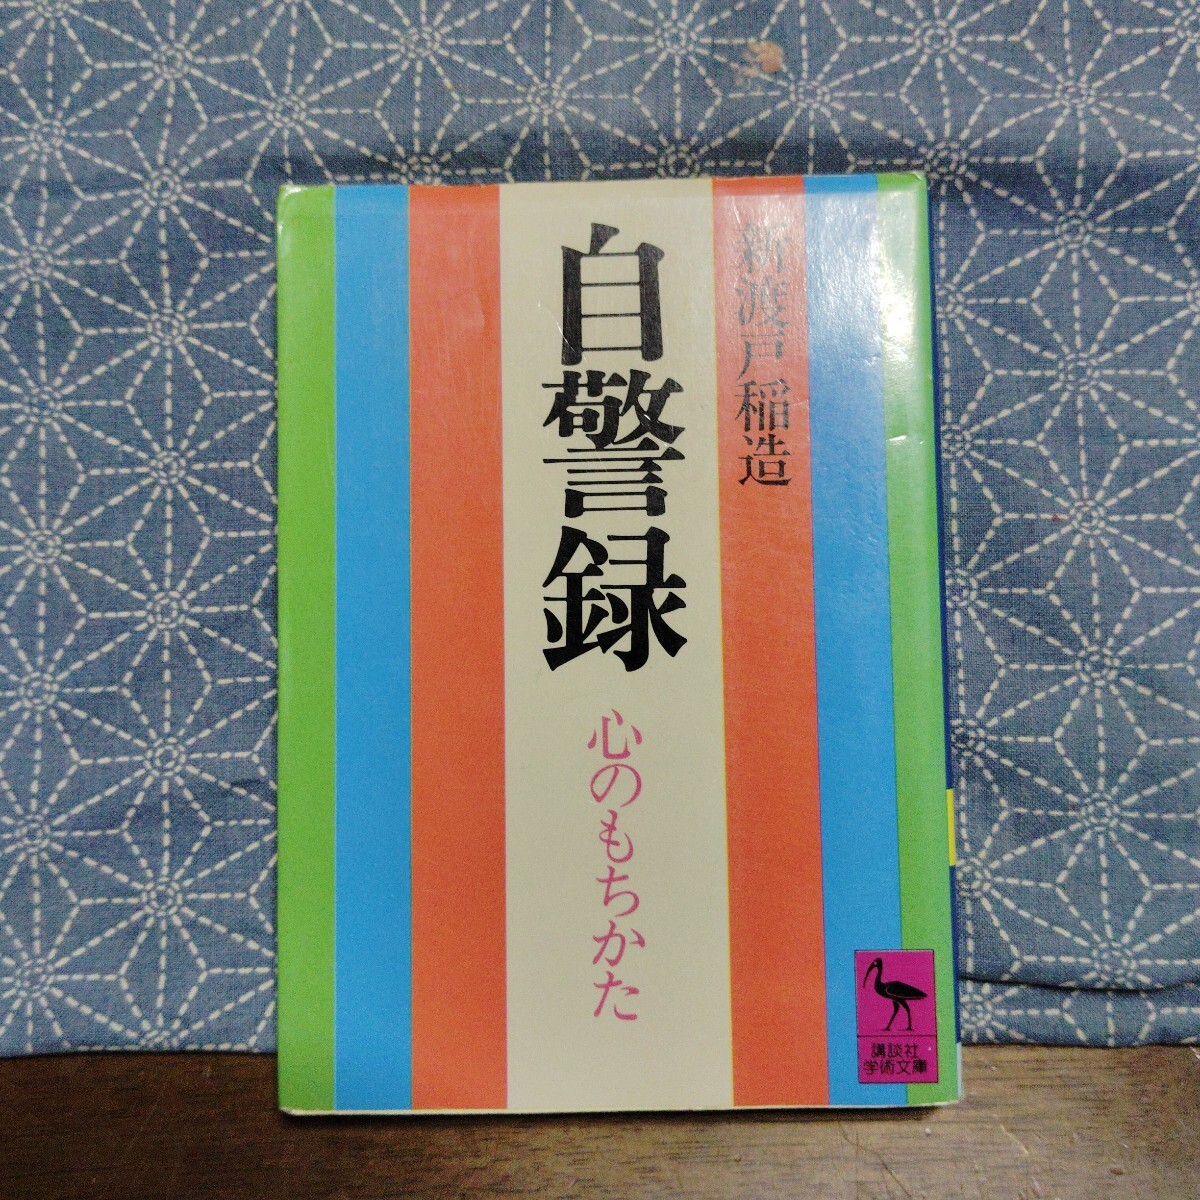 新渡戸稲造
自警録
心のもちかた
講談社
学術文庫